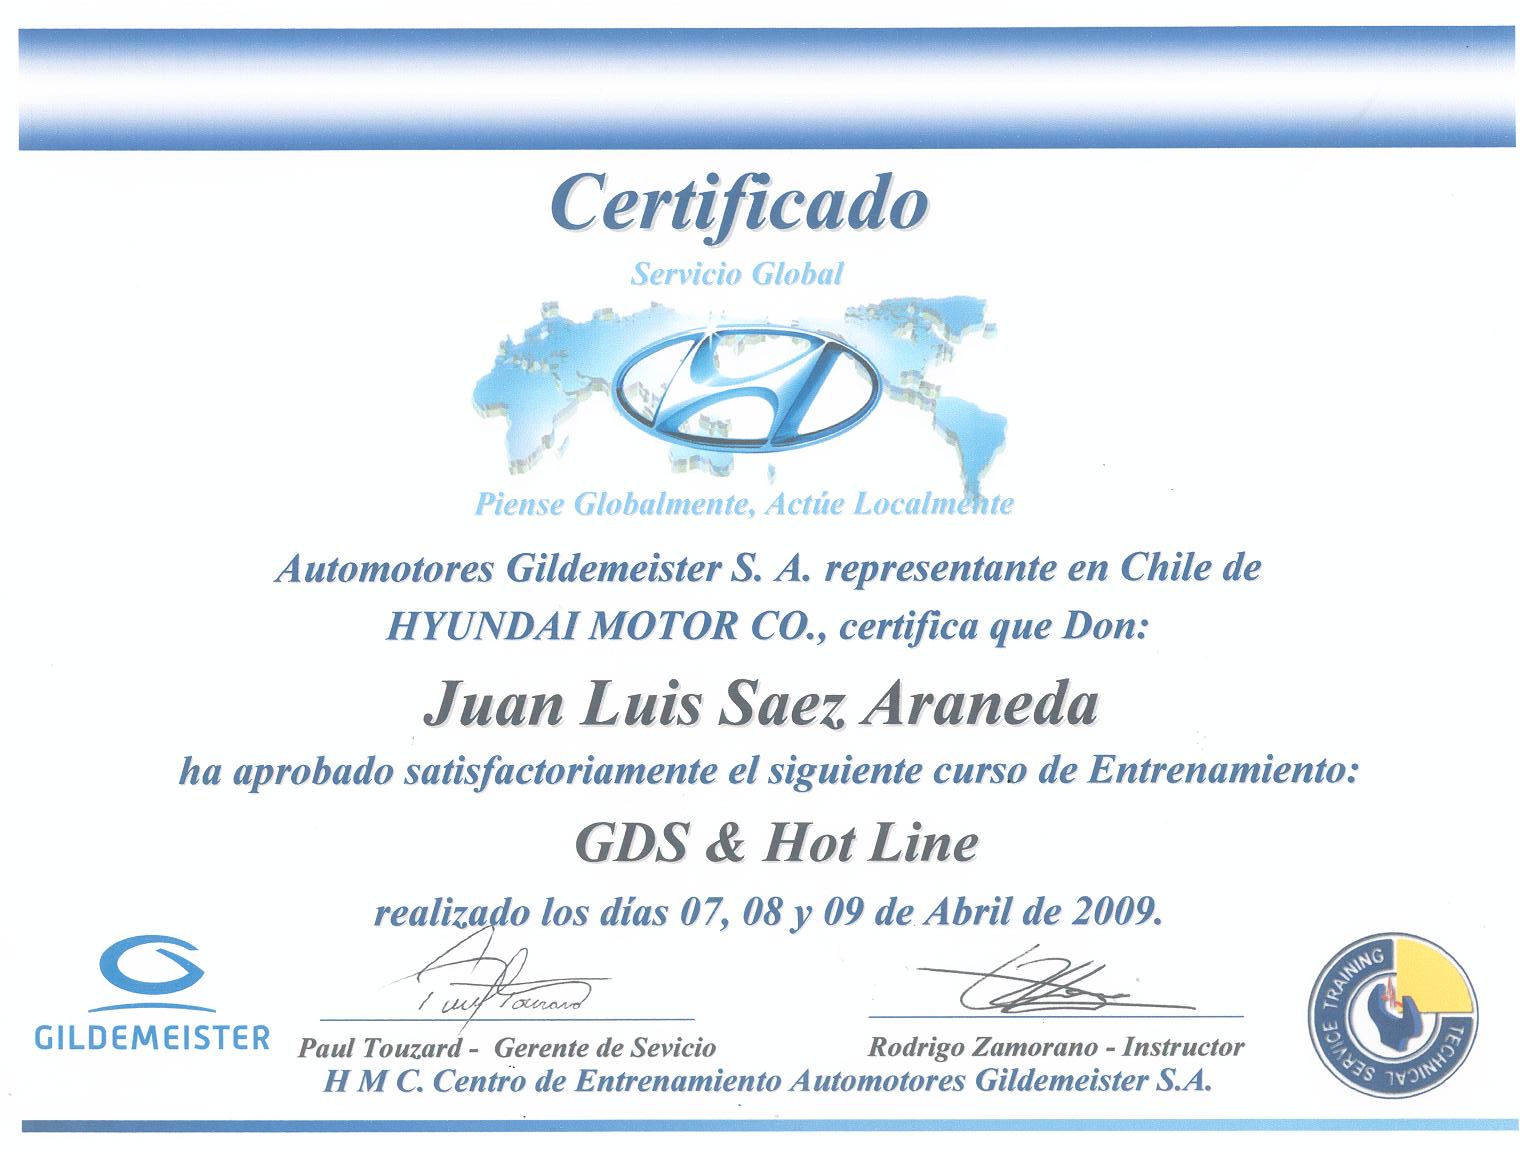 Certificado
Servicio Global
Piense Globalmente, Actúe Localmente
Automotores Gildemeister S. A. representante en Chile de
HYUNDAI MOTOR CO., certifica que Don:
Juan Luis Saez Araneda
ha aprobado satisfactoriamente el siguiente curso de Entrenamiento:
GDS & Hot Line
realizado los días 07, 08 y 09 de Abril de 2009.
Paul Touzard
GILDEMEISTER
Paul Touzard - Gerente de Sevicio
Rodrigo Zamorano - Instructor
H M C. Centro de Entrenamiento Automotores Gildemeister S.A.
TECHNICAL SERVICE TRAINING